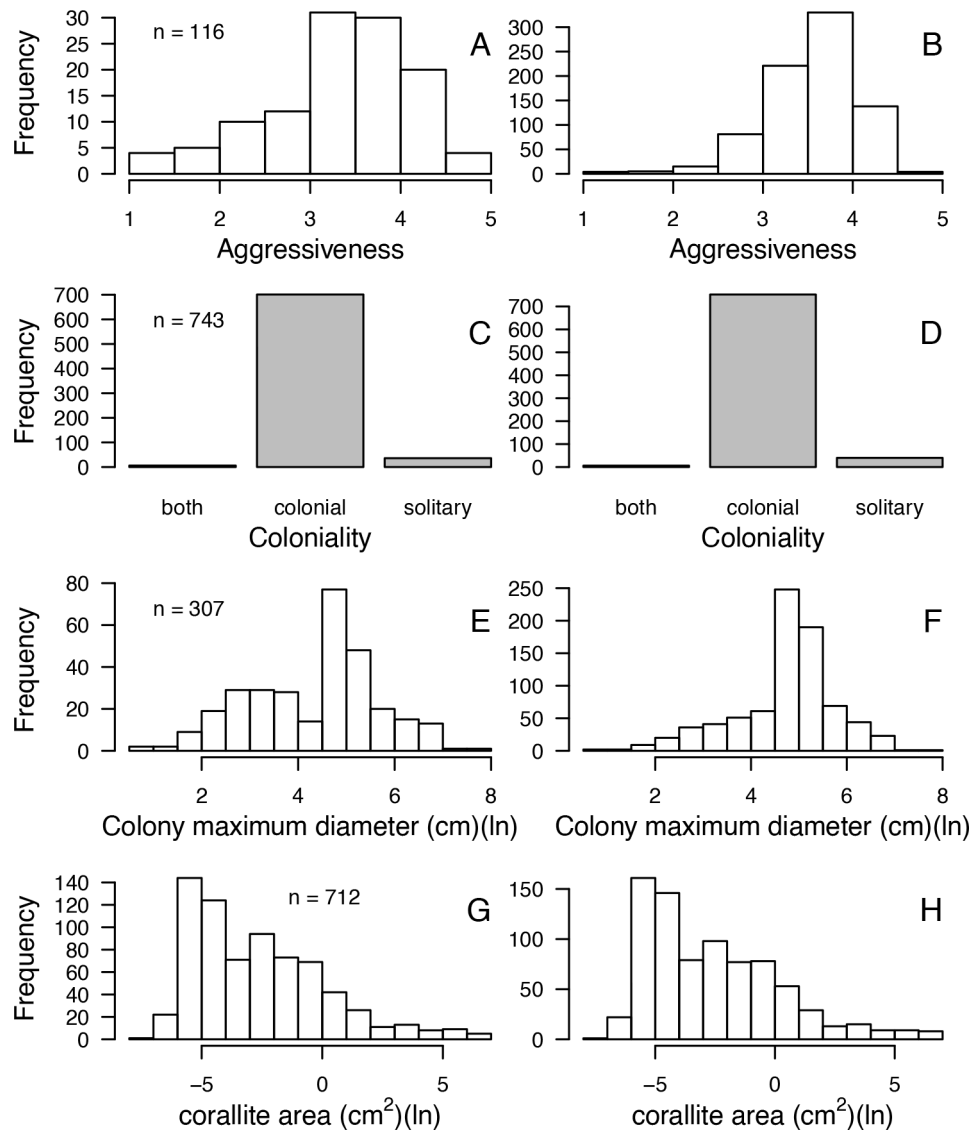 Frequency
30
25
20
15
10
5
0
n = 116
A
1 2 3 4 5
Aggressiveness
300
250
200
150
100
50
0
B
1 2 3 4 5
Aggressiveness
Frequency
700
600
500
400
300
200
100
0
n = 743
C
both colonial solitary
Coloniality
700
600
500
400
300
200
100
0
D
both colonial solitary
Coloniality
Frequency
80
60
40
20
0
n = 307
E
2 4 6 8
Colony maximum diameter (cm)(ln)
250
200
150
100
50
0
F
2 4 6 8
Colony maximum diameter (cm)(ln)
Frequency
140
120
100
80
60
40
20
0
n = 712
G
−5 0 5
corallite area (cm²)(ln)
150
100
50
0
H
−5 0 5
corallite area (cm²)(ln)